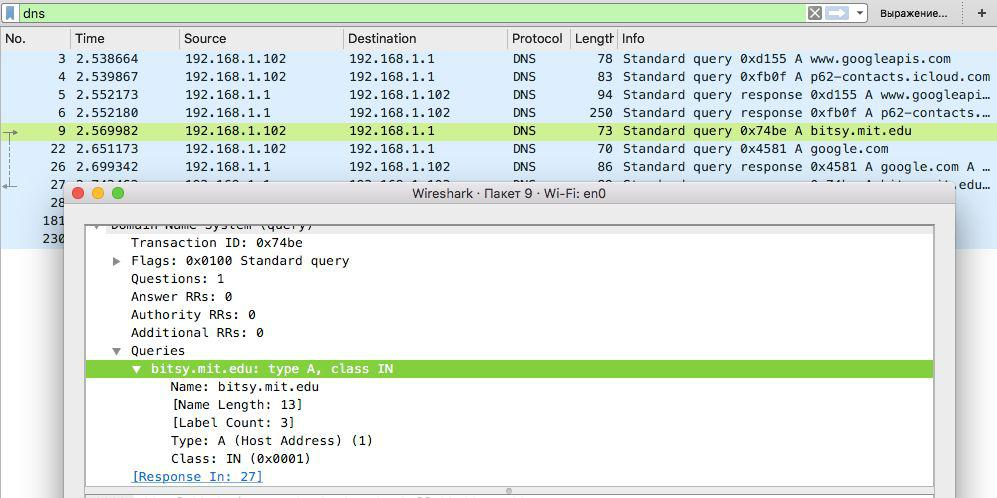 dns Выражение... +
No. Time Source Destination Protocol Length Info
3 2.538664 192.168.1.102 192.168.1.1 DNS 78 Standard query 0xd155 A www.googleapis.com
4 2.539867 192.168.1.102 192.168.1.1 DNS 83 Standard query 0xfb0f A p62-contacts.icloud.com
5 2.552173 192.168.1.1 192.168.1.102 DNS 94 Standard query response 0xd155 A www.googleapi…
6 2.552180 192.168.1.1 192.168.1.102 DNS 250 Standard query response 0xfb0f A p62-contacts.…
9 2.569982 192.168.1.102 192.168.1.1 DNS 73 Standard query 0x74be A bitsy.mit.edu
22 2.651173 192.168.1.102 192.168.1.1 DNS 70 Standard query 0x4581 A google.com
26 2.699342 192.168.1.1 192.168.1.102 DNS 86 Standard query response 0x4581 A google.com A …
27
28
181
230
Wireshark · Пакет 9 · Wi-Fi: en0
Domain Name System (query)
Transaction ID: 0x74be
Flags: 0x0100 Standard query
Questions: 1
Answer RRs: 0
Authority RRs: 0
Additional RRs: 0
Queries
bitsy.mit.edu: type A, class IN
Name: bitsy.mit.edu
[Name Length: 13]
[Label Count: 3]
Type: A (Host Address) (1)
Class: IN (0x0001)
[Response In: 27]